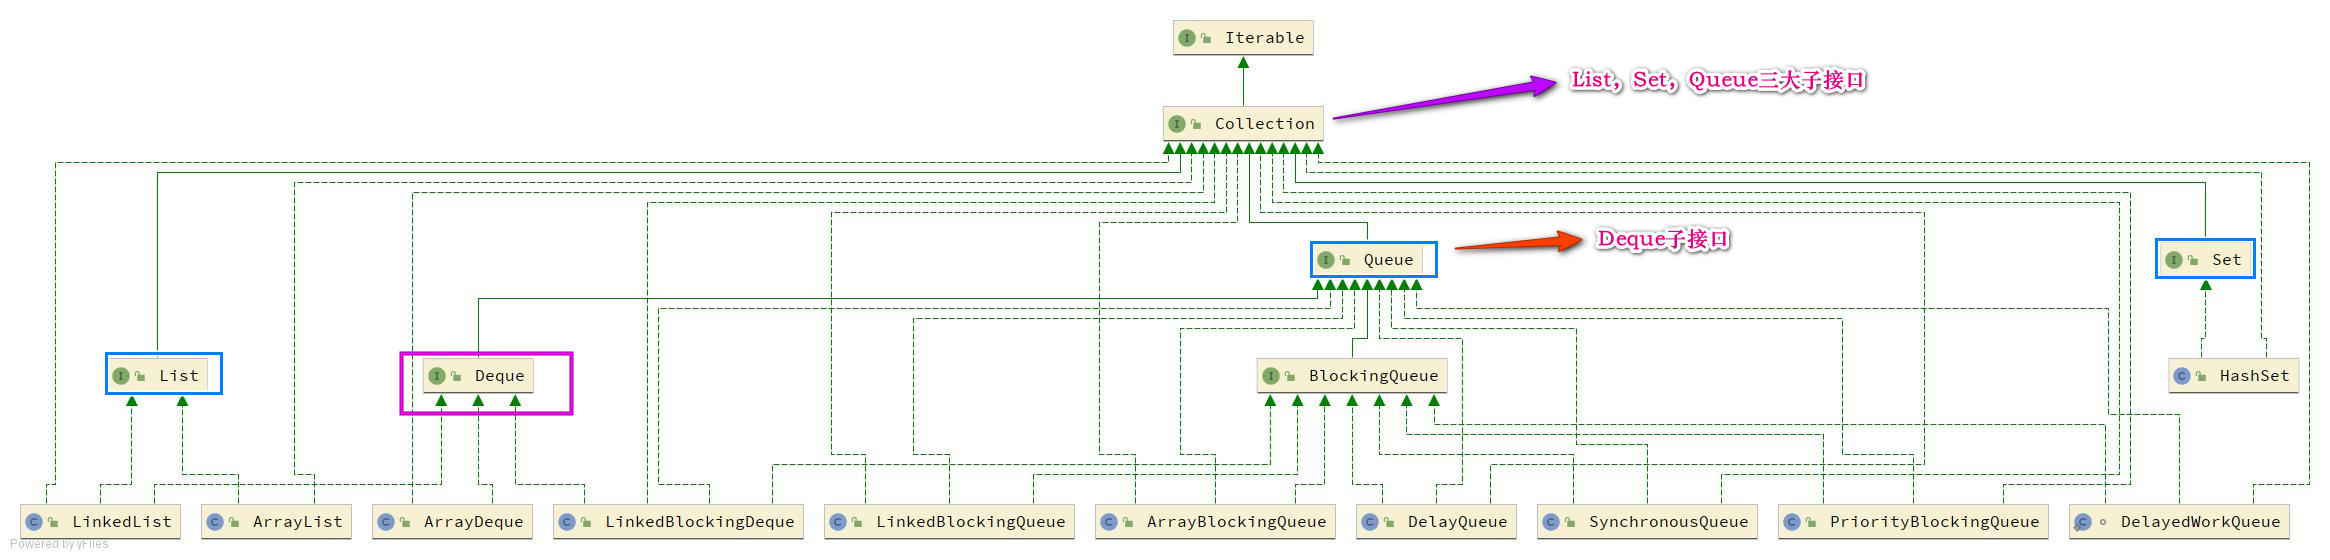 Iterable
List，Set，Queue三大子接口
Collection
Deque子接口
Queue
Set
List
Deque
BlockingQueue
HashSet
LinkedList
ArrayList
ArrayDeque
LinkedBlockingDeque
LinkedBlockingQueue
ArrayBlockingQueue
DelayQueue
SynchronousQueue
PriorityBlockingQueue
DelayedWorkQueue
Powered by yFiles